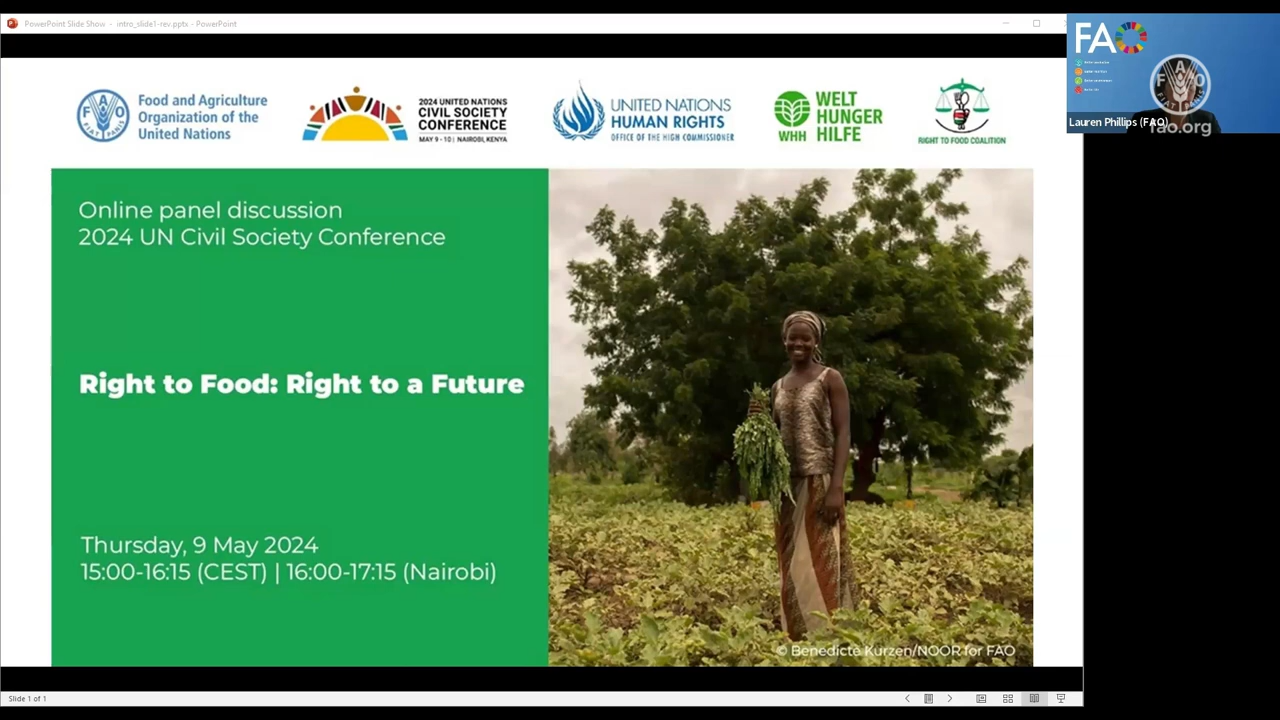 PowerPoint Slide Show - intro_slide1-rev.pptx - PowerPoint
FAO
Lauren Phillips (FAO)
fao.org
FAO
FIAT PANIS
Food and Agriculture
Organization of the
United Nations
2024 UNITED NATIONS
CIVIL SOCIETY
CONFERENCE
MAY 9-10 | NAIROBI, KENYA
UNITED NATIONS
HUMAN RIGHTS
OFFICE OF THE HIGH COMMISSIONER
WHH
WELT
HUNGER
HILFE
RIGHT TO FOOD COALITION
Online panel discussion
2024 UN Civil Society Conference
Right to Food: Right to a Future
Thursday, 9 May 2024
15:00-16:15 (CEST) | 16:00-17:15 (Nairobi)
© Benedicte Kurzen/NOOR for FAO
Slide 1 of 1